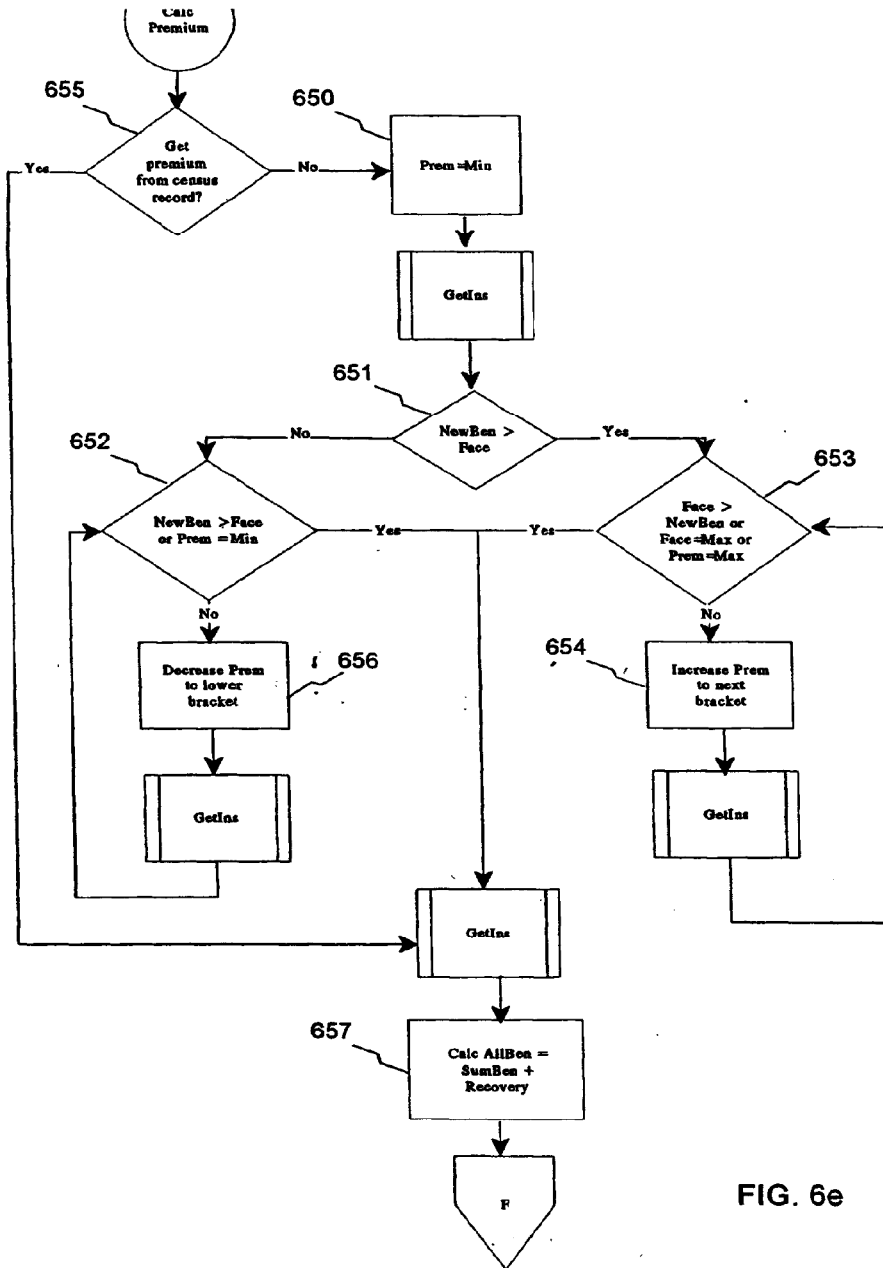 Calc
Premium
655
650
Get
premium
from census
record?
Yes
No
Prem=Min
GetIns
651
NewBen >
Face
No
Yes
652
653
NewBen >Face
or Prem =Min
Yes
Yes
Face >
NewBen or
Face=Max or
Prem=Max
No
No
Decrease Prem
to lower
bracket
656
654
Increase Prem
to next
bracket
GetIns
GetIns
GetIns
657
Calc AllBen =
SumBen +
Recovery
F
FIG. 6e